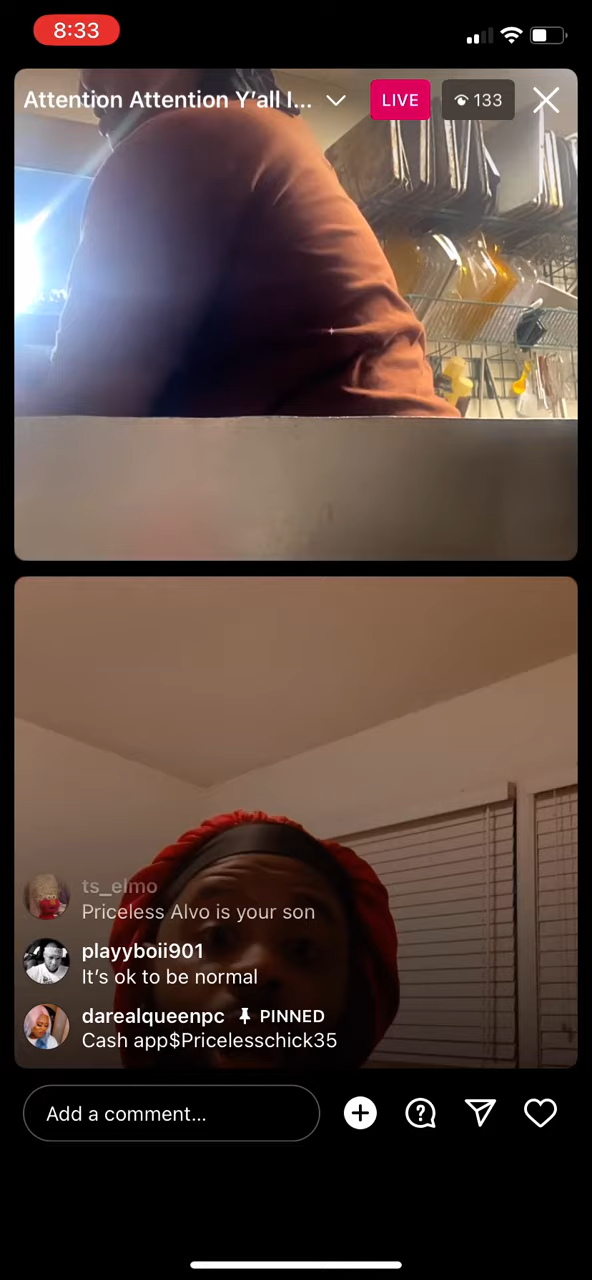 8:33
Attention Attention Y'all I...
LIVE
133
ts_elmo
Priceless Alvo is your son
playyboii901
It's ok to be normal
darealqueenpc PINNED
Cash app$Pricelesschick35
Add a comment...